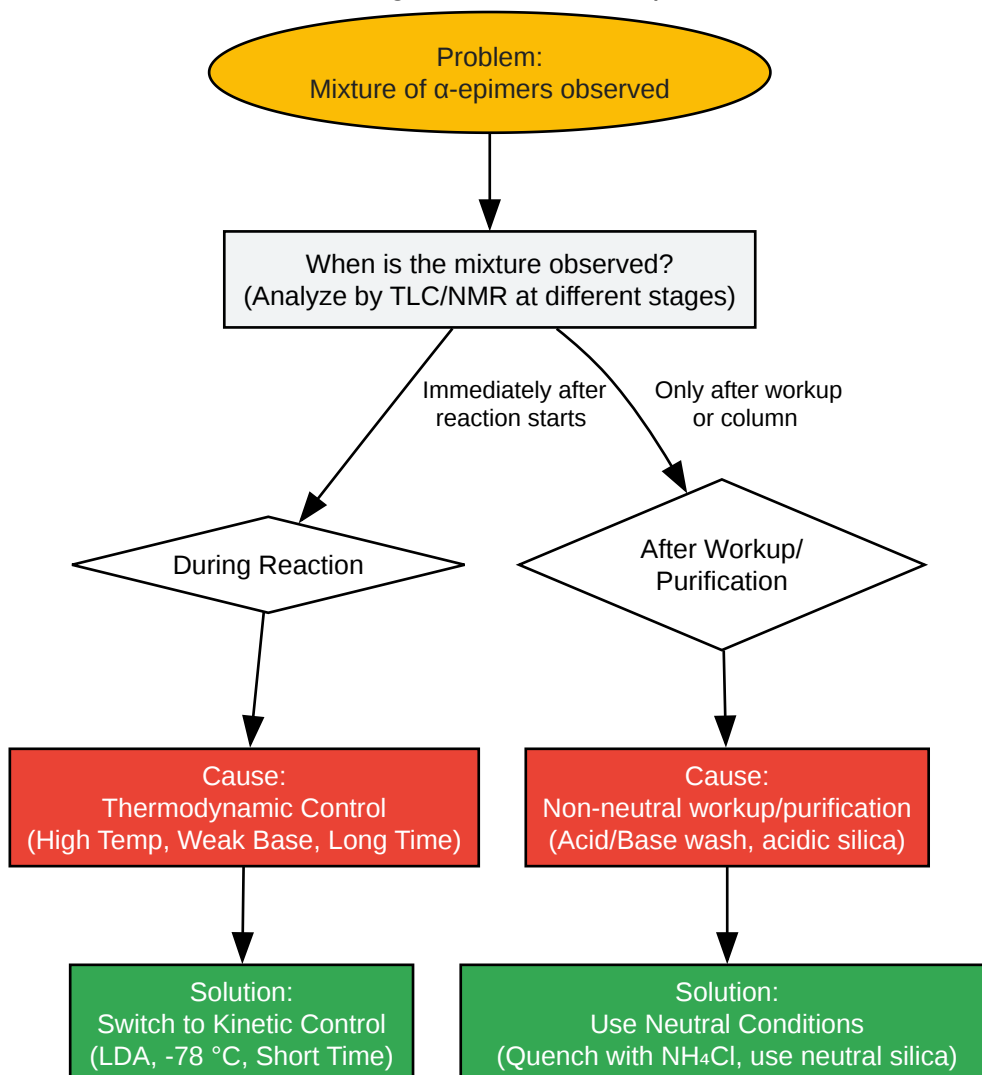 Problem:
Mixture of α-epimers observed
When is the mixture observed?
(Analyze by TLC/NMR at different stages)
Immediately after
reaction starts
Only after workup
or column
During Reaction
After Workup/
Purification
Cause:
Thermodynamic Control
(High Temp, Weak Base, Long Time)
Cause:
Non-neutral workup/purification
(Acid/Base wash, acidic silica)
Solution:
Switch to Kinetic Control
(LDA, -78 °C, Short Time)
Solution:
Use Neutral Conditions
(Quench with NH₄Cl, use neutral silica)